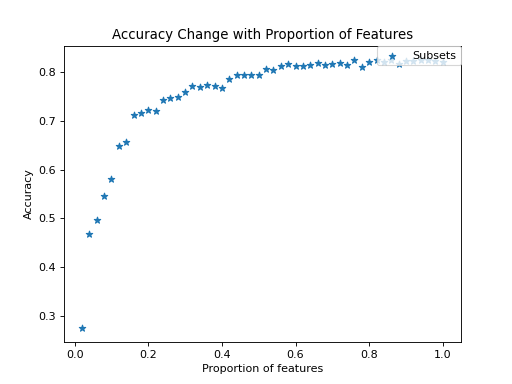 Accuracy Change with Proportion of Features
Subsets
Accuracy
0.8
0.7
0.6
0.5
0.4
0.3
0.0 0.2 0.4 0.6 0.8 1.0
Proportion of features